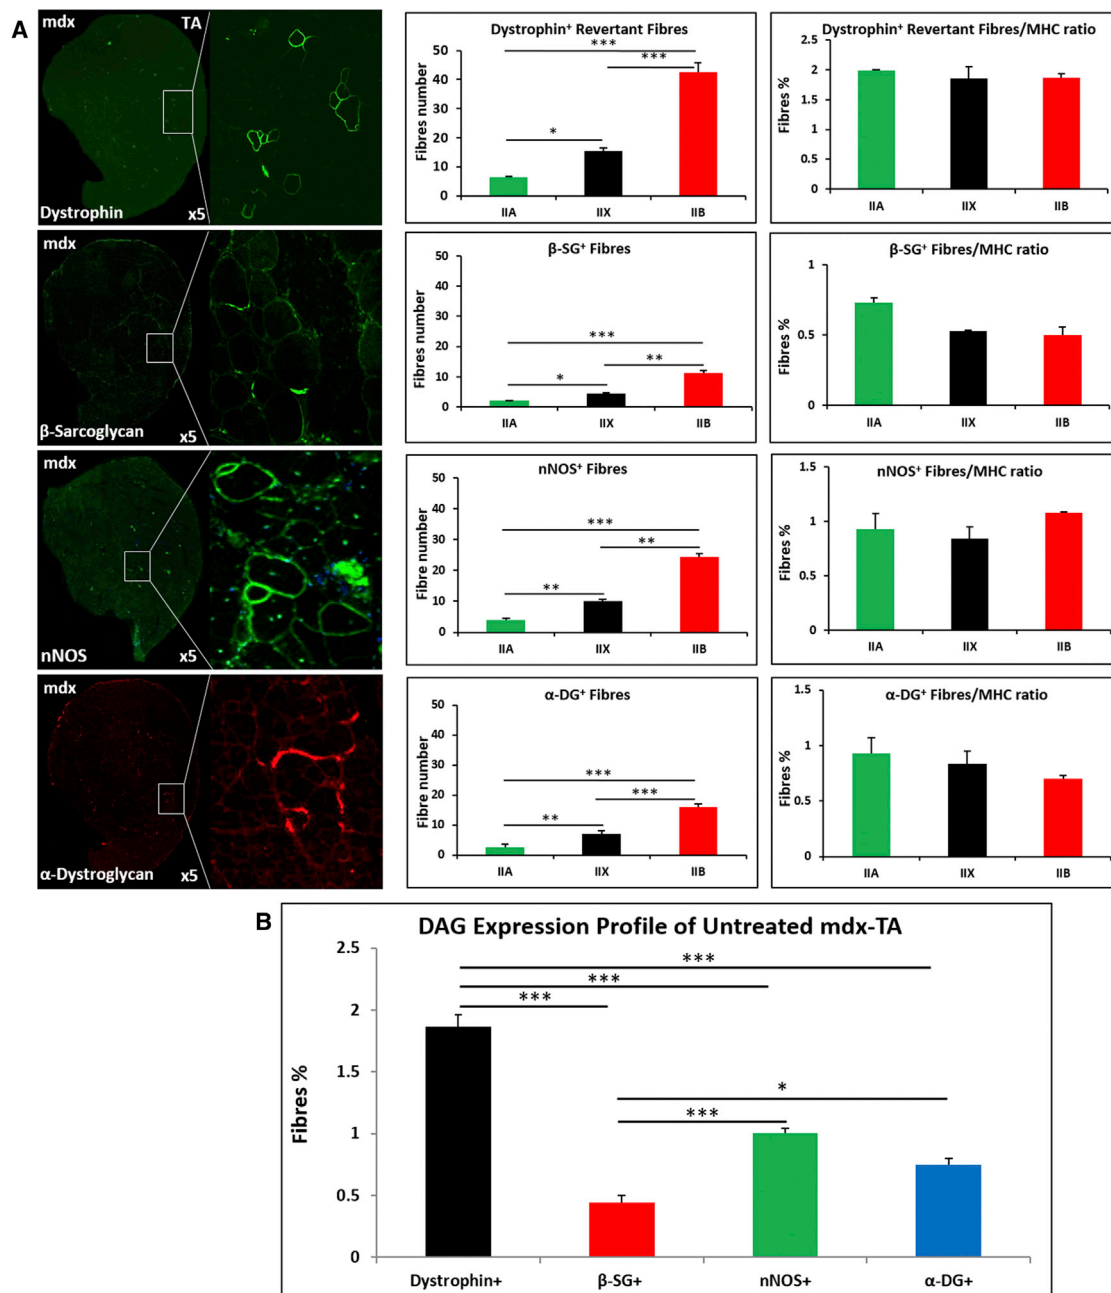 A
mdx
TA
Dystrophin
x5
Dystrophin⁺ Revertant Fibres
Fibres number
50
40
30
20
10
0
***
***
*
IIA
IIX
IIB
Dystrophin⁺ Revertant Fibres/MHC ratio
Fibres %
2.5
2
1.5
1
0.5
0
IIA
IIX
IIB
mdx
β-Sarcoglycan
x5
β-SG⁺ Fibres
Fibres number
50
40
30
20
10
0
***
**
*
IIA
IIX
IIB
β-SG⁺ Fibres/MHC ratio
Fibres %
1
0.5
0
IIA
IIX
IIB
mdx
nNOS
x5
nNOS⁺ Fibres
Fibre number
50
40
30
20
10
0
***
**
**
IIA
IIX
IIB
nNOS⁺ Fibres/MHC ratio
Fibres %
1.5
1
0.5
0
IIA
IIX
IIB
mdx
α-Dystroglycan
x5
α-DG⁺ Fibres
Fibre number
50
40
30
20
10
0
***
***
**
IIA
IIX
IIB
α-DG⁺ Fibres/MHC ratio
Fibres %
1.5
1
0.5
0
IIA
IIX
IIB
B
DAG Expression Profile of Untreated mdx-TA
Fibres %
2.5
2
1.5
1
0.5
0
***
***
***
*
***
Dystrophin+
β-SG+
nNOS+
α-DG+